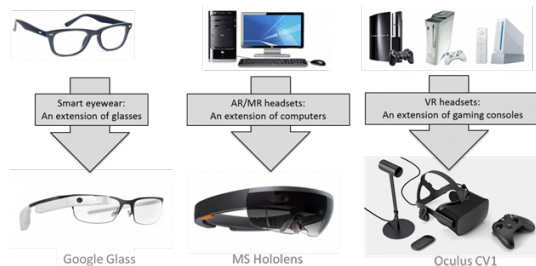 Smart eyewear:
An extension of glasses
AR/MR headsets:
An extension of computers
VR headsets:
An extension of gaming consoles
Google Glass
MS Hololens
Oculus CV1